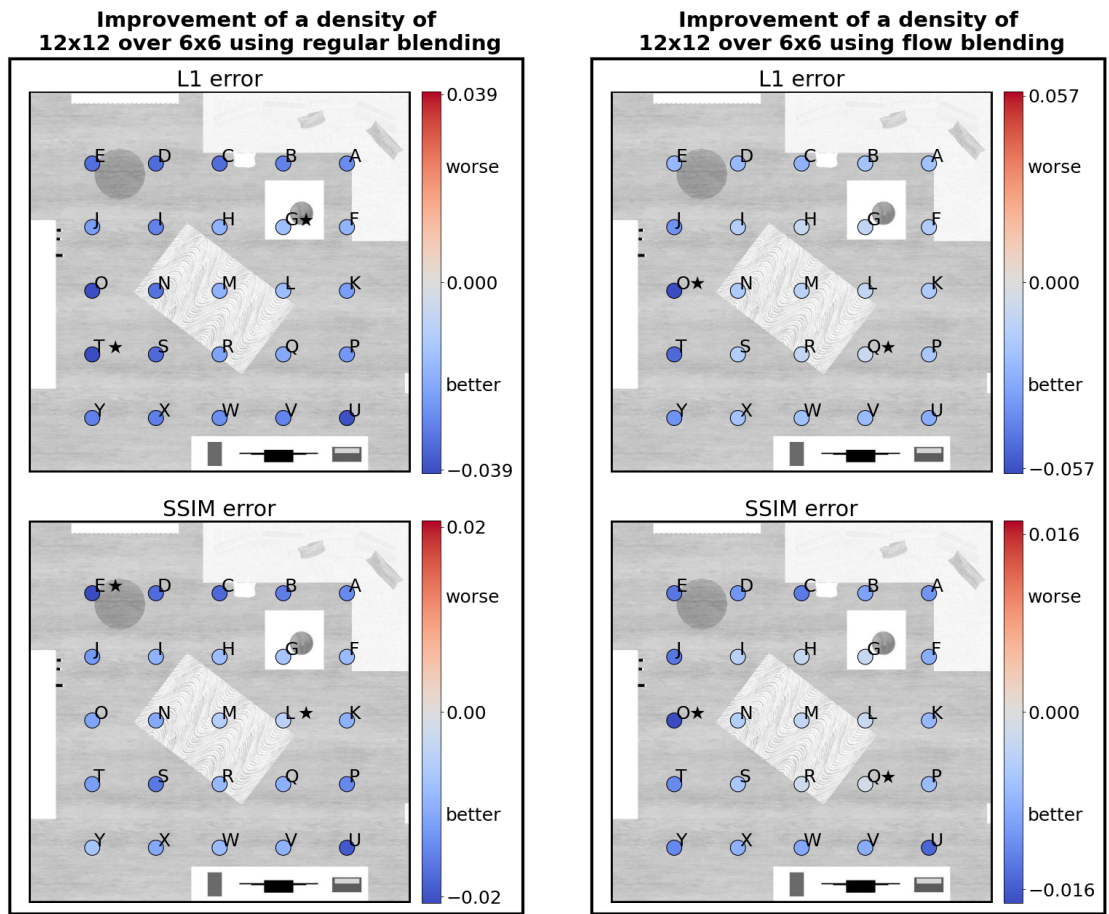 Improvement of a density of
12x12 over 6x6 using regular blending
L1 error
E D C B A
J I H G★ F
O N M L K
T★ S R Q P
Y X W V U
0.039
worse
0.000
better
−0.039
SSIM error
E★ D C B A
J I H G F
O N M L★ K
T S R Q P
Y X W V U
0.02
worse
0.00
better
−0.02
Improvement of a density of
12x12 over 6x6 using flow blending
L1 error
E D C B A
J I H G F
O★ N M L K
T S R Q★ P
Y X W V U
0.057
worse
0.000
better
−0.057
SSIM error
E D C B A
J I H G F
O★ N M L K
T S R Q★ P
Y X W V U
0.016
worse
0.000
better
−0.016